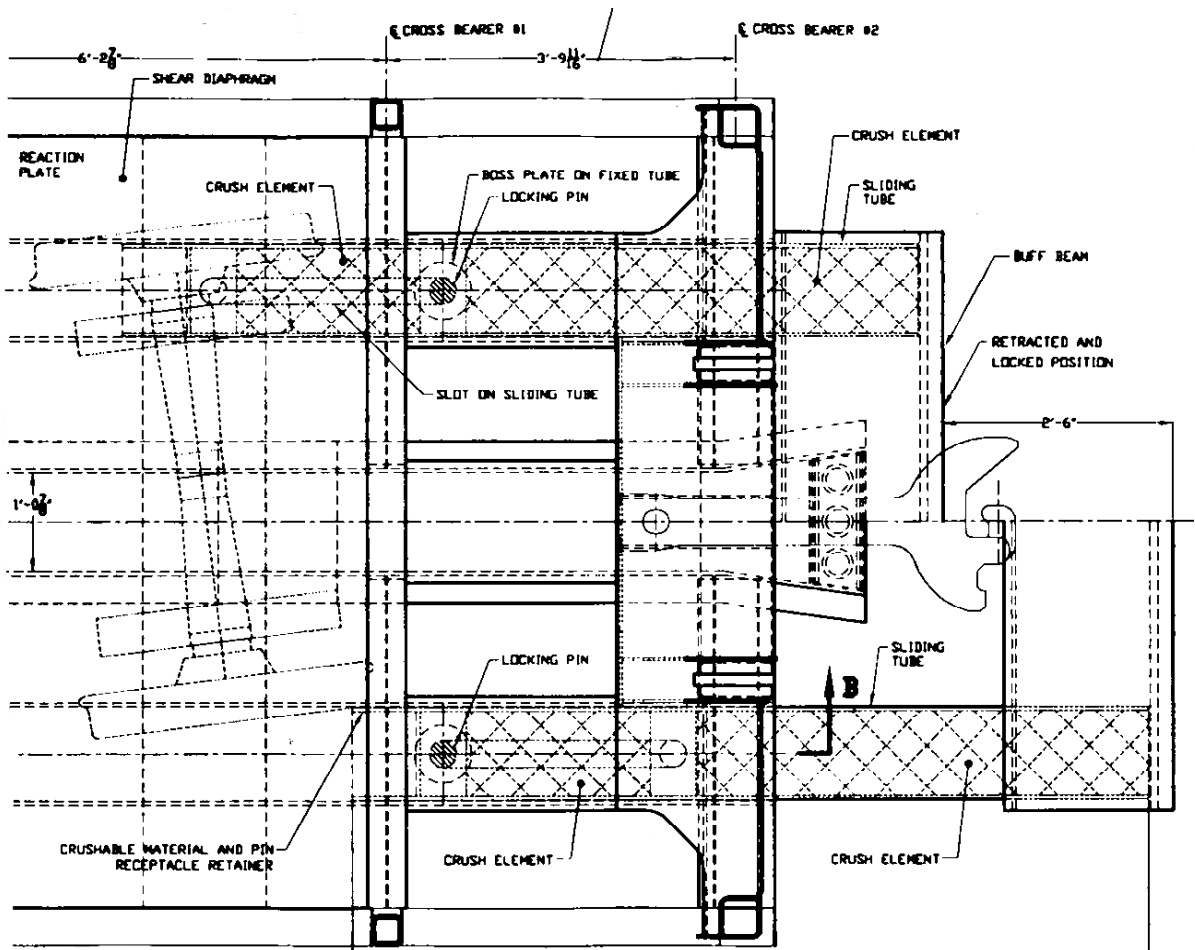 ℄ CROSS BEARER #1
℄ CROSS BEARER #2
6'-2⅞"
3'-9 11/16"
SHEAR DIAPHRAGM
REACTION
PLATE
CRUSH ELEMENT
BOSS PLATE ON FIXED TUBE
LOCKING PIN
CRUSH ELEMENT
SLIDING
TUBE
BUFF BEAM
RETRACTED AND
LOCKED POSITION
SLOT ON SLIDING TUBE
2'-6"
1'-0⅞"
LOCKING PIN
SLIDING
TUBE
B
CRUSHABLE MATERIAL AND PIN
RECEPTACLE RETAINER
CRUSH ELEMENT
CRUSH ELEMENT